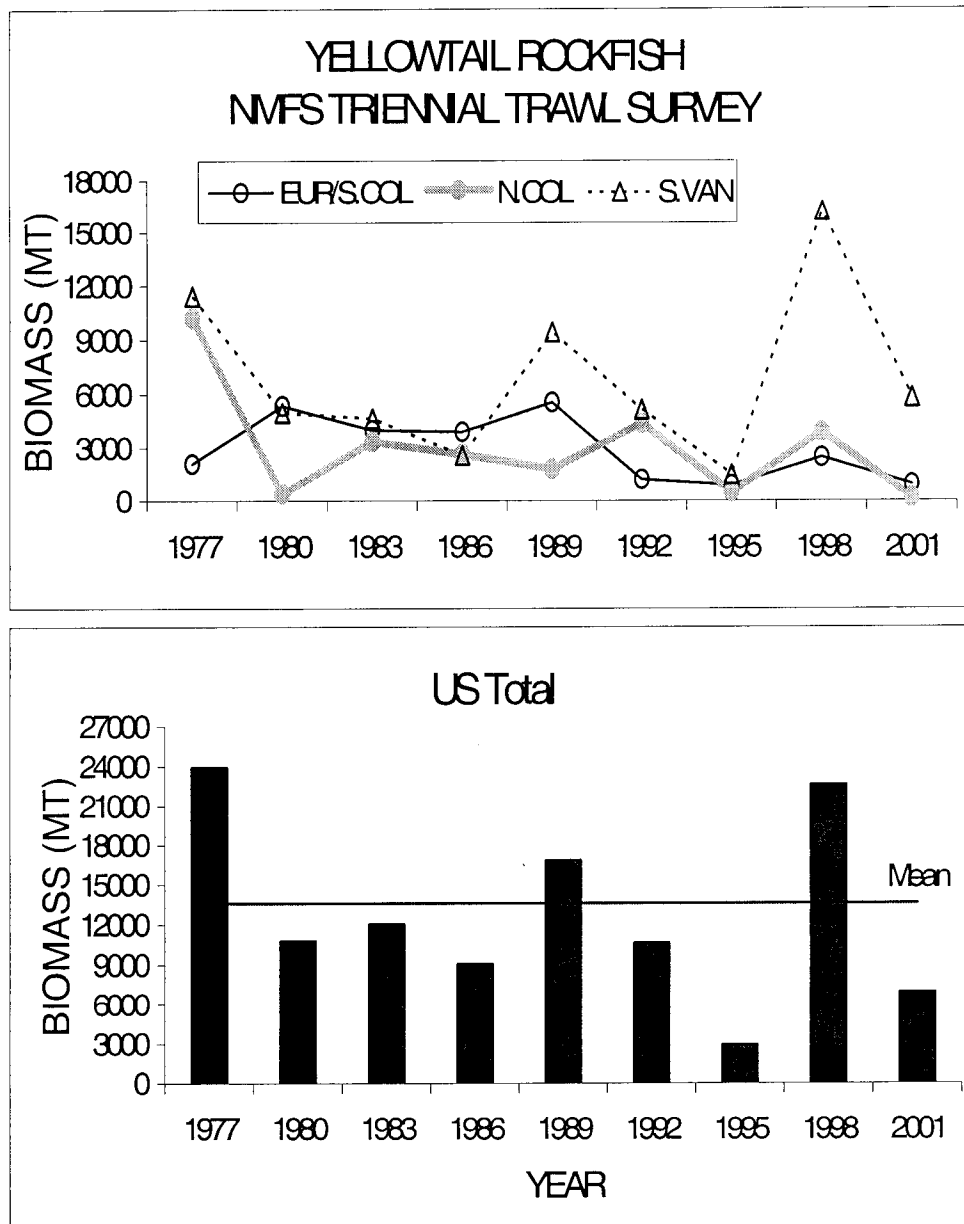 YELLOWTAIL ROCKFISH
NMFS TRIENNIAL TRAWL SURVEY
EUR/S.COL N.COL S.VAN
BIOMASS (MT)
18000
15000
12000
9000
6000
3000
0
1977 1980 1983 1986 1989 1992 1995 1998 2001
US Total
BIOMASS (MT)
27000
24000
21000
18000
15000
12000
9000
6000
3000
0
Mean
1977 1980 1983 1986 1989 1992 1995 1998 2001
YEAR